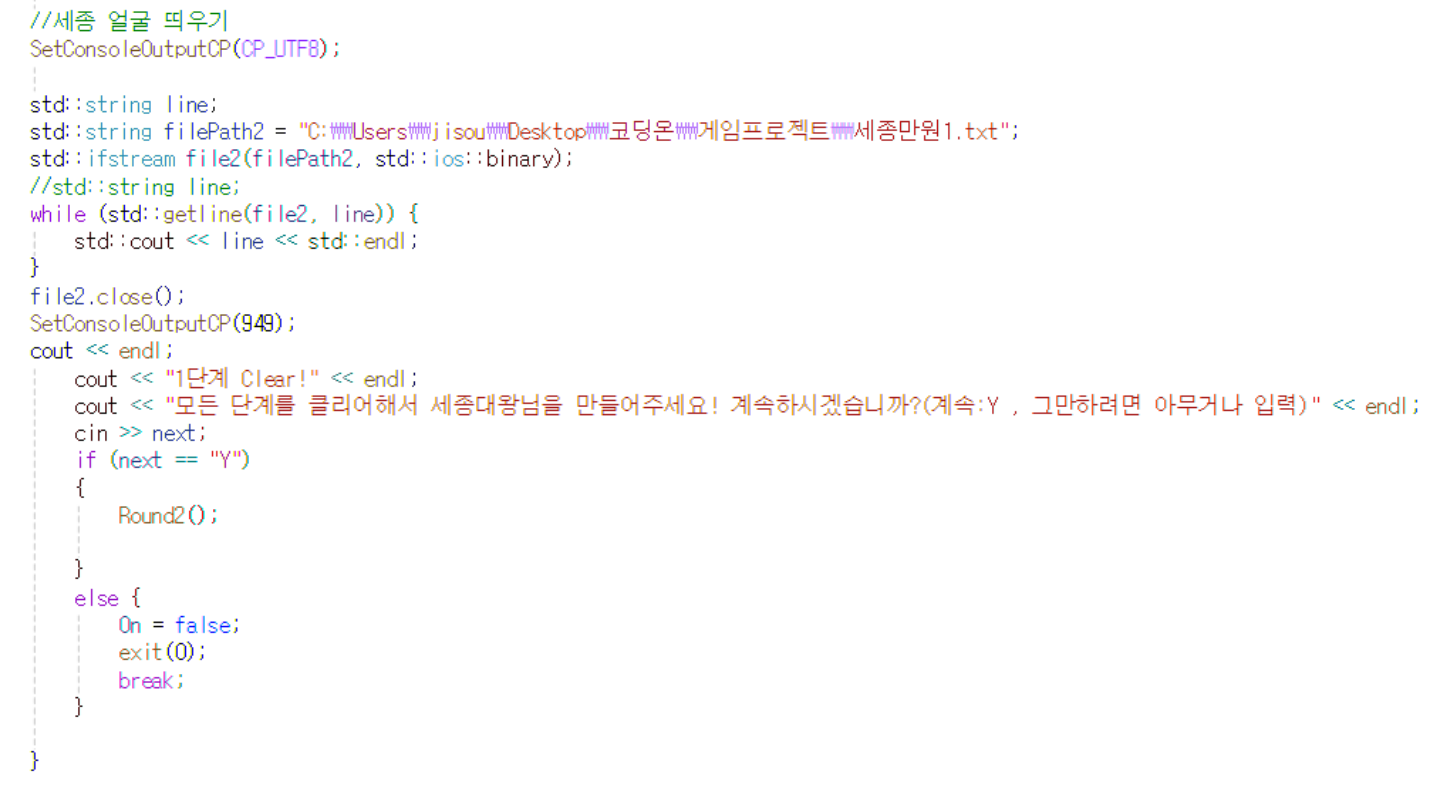 //세종 얼굴 띄우기
SetConsoleOutputCP(CP_UTF8);
std::string line;
std::string filePath2 = "C:₩₩Users₩₩jisou₩₩Desktop₩₩코딩온₩₩게임프로젝트₩₩세종만원1.txt";
std::ifstream file2(filePath2, std::ios::binary);
//std::string line;
while (std::getline(file2, line)) {
std::cout << line << std::endl;
}
file2.close();
SetConsoleOutputCP(949);
cout << endl;
cout << "1단계 Clear!" << endl;
cout << "모든 단계를 클리어해서 세종대왕님을 만들어주세요! 계속하시겠습니까?(계속:Y , 그만하려면 아무거나 입력)" << endl;
cin >> next;
if (next == "Y")
{
Round2();
}
else {
On = false;
exit(0);
break;
}
}